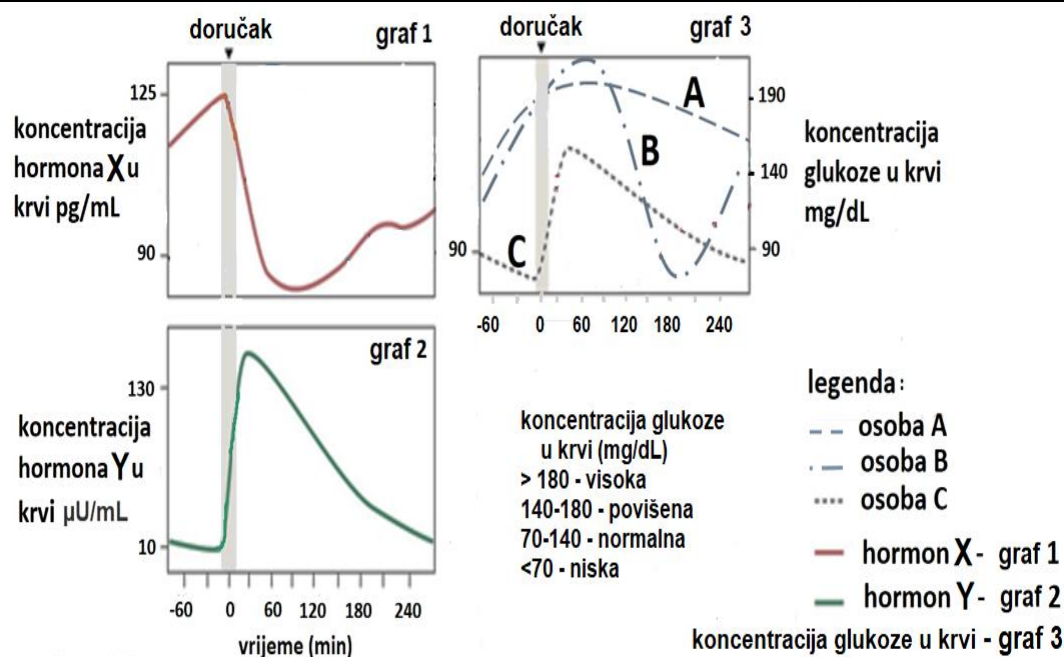 doručak
graf 1
125
koncentracija
hormona X u
krvi pg/mL
90
graf 2
130
koncentracija
hormona Y u
krvi µU/mL
10
-60 0 60 120 180 240
vrijeme (min)
doručak
graf 3
A
B
C
90
190
140
90
koncentracija
glukoze u krvi
mg/dL
-60 0 60 120 180 240
koncentracija glukoze
u krvi (mg/dL)
> 180 - visoka
140-180 - povišena
70-140 - normalna
<70 - niska
legenda :
osoba A
osoba B
osoba C
hormon X - graf 1
hormon Y - graf 2
koncentracija glukoze u krvi - graf 3